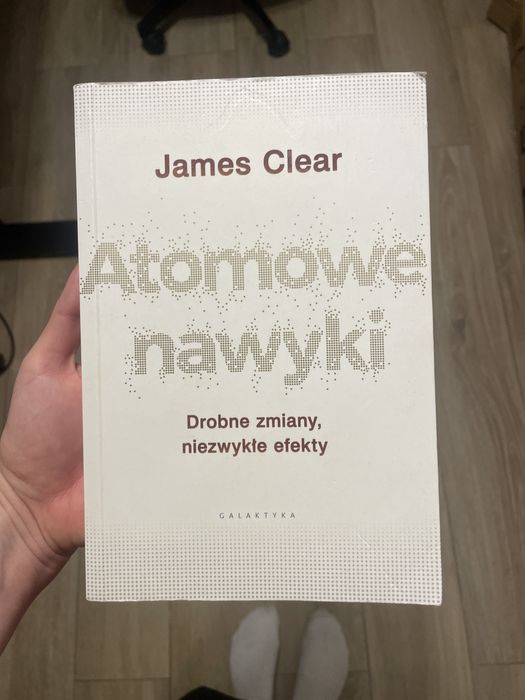 James Clear
Atomowe
nawyki
Drobne zmiany,
niezwykłe efekty
GALAKTYKA